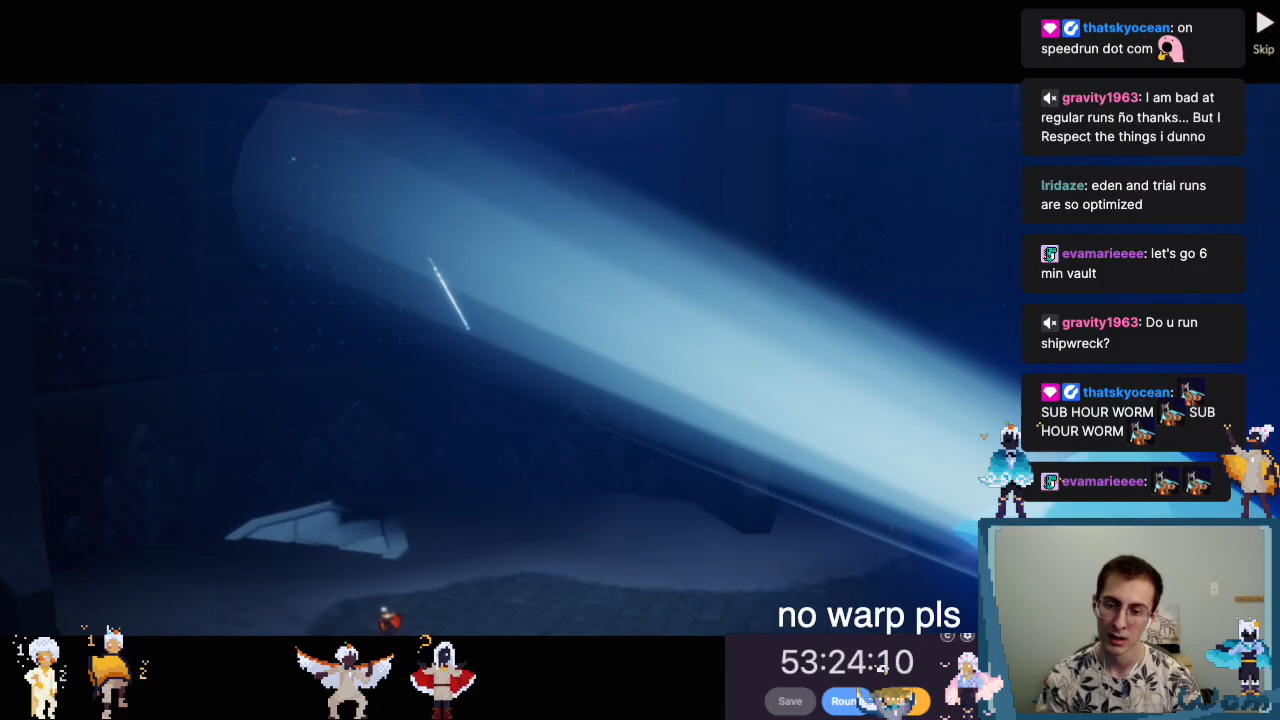 thatskyocean: on
speedrun dot com
Skip
gravity1963: I am bad at
regular runs ño thanks... But I
Respect the things i dunno
Iridaze: eden and trial runs
are so optimized
evamarieeee: let's go 6
min vault
gravity1963: Do u run
shipwreck?
thatskyocean:
SUB HOUR WORM SUB
HOUR WORM
evamarieeee:
no warp pls
53:24:10
Save
1
2
1
2
2